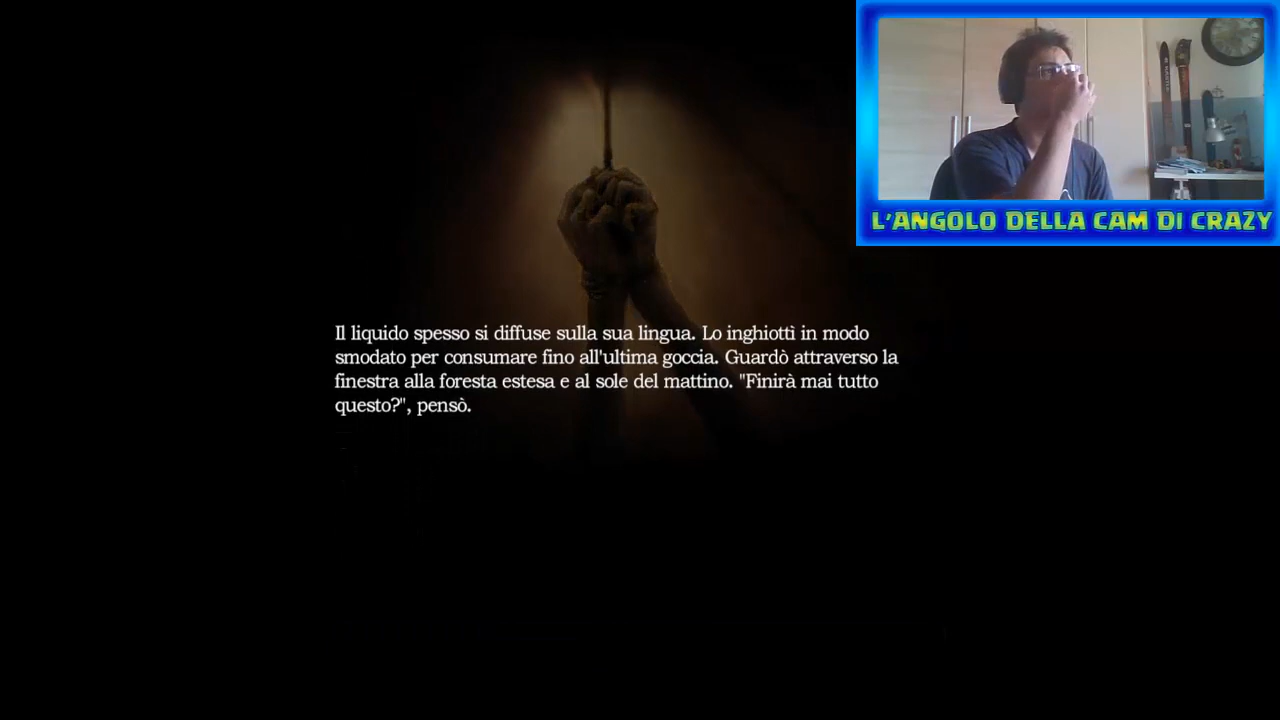 L'ANGOLO DELLA CAM DI CRAZY
Il liquido spesso si diffuse sulla sua lingua. Lo inghiottì in modo
smodato per consumare fino all'ultima goccia. Guardò attraverso la
finestra alla foresta estesa e al sole del mattino. "Finirà mai tutto
questo?", pensò.